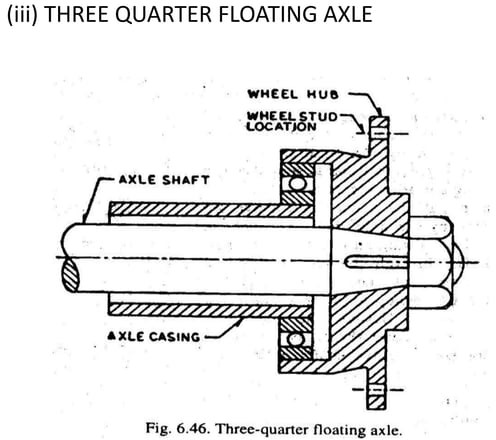 (iii) THREE QUARTER FLOATING AXLE
WHEEL HUB
WHEEL STUD
LOCATION
AXLE SHAFT
AXLE CASING
Fig. 6.46. Three-quarter floating axle.